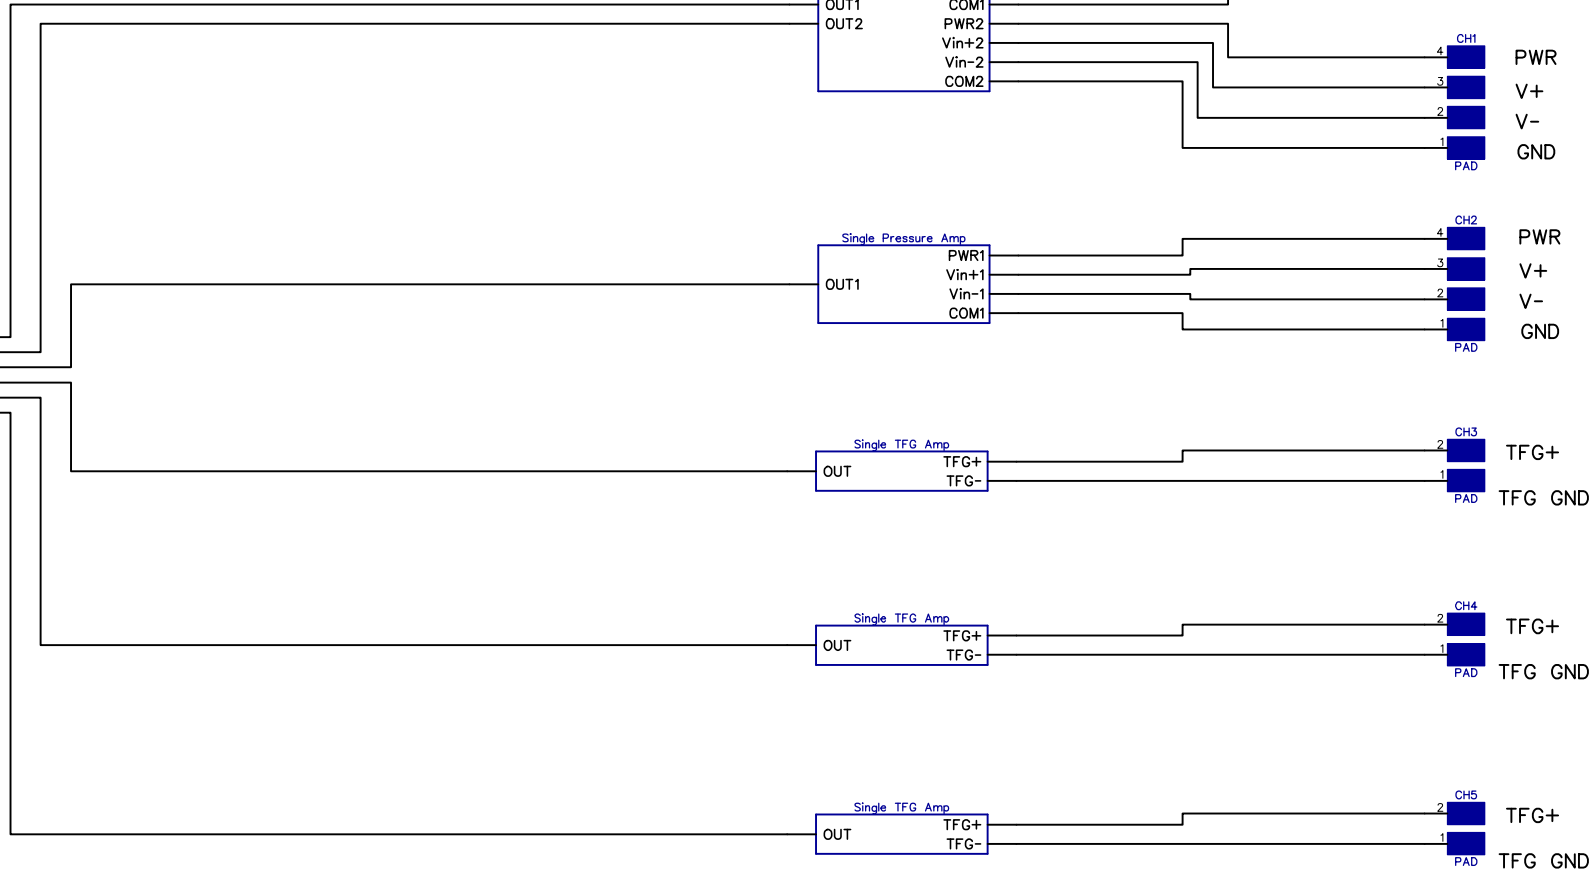 OUT1 COM1
OUT2 PWR2
Vin+2
Vin-2
COM2
CH1
4 PWR
3 V+
2 V-
1 GND
PAD
Single Pressure Amp
PWR1
Vin+1
OUT1
Vin-1
COM1
CH2
4 PWR
3 V+
2 V-
1 GND
PAD
Single TFG Amp
TFG+
OUT
TFG-
CH3
2 TFG+
1
PAD TFG GND
Single TFG Amp
TFG+
OUT
TFG-
CH4
2 TFG+
1
PAD TFG GND
Single TFG Amp
TFG+
OUT
TFG-
CH5
2 TFG+
1
PAD TFG GND